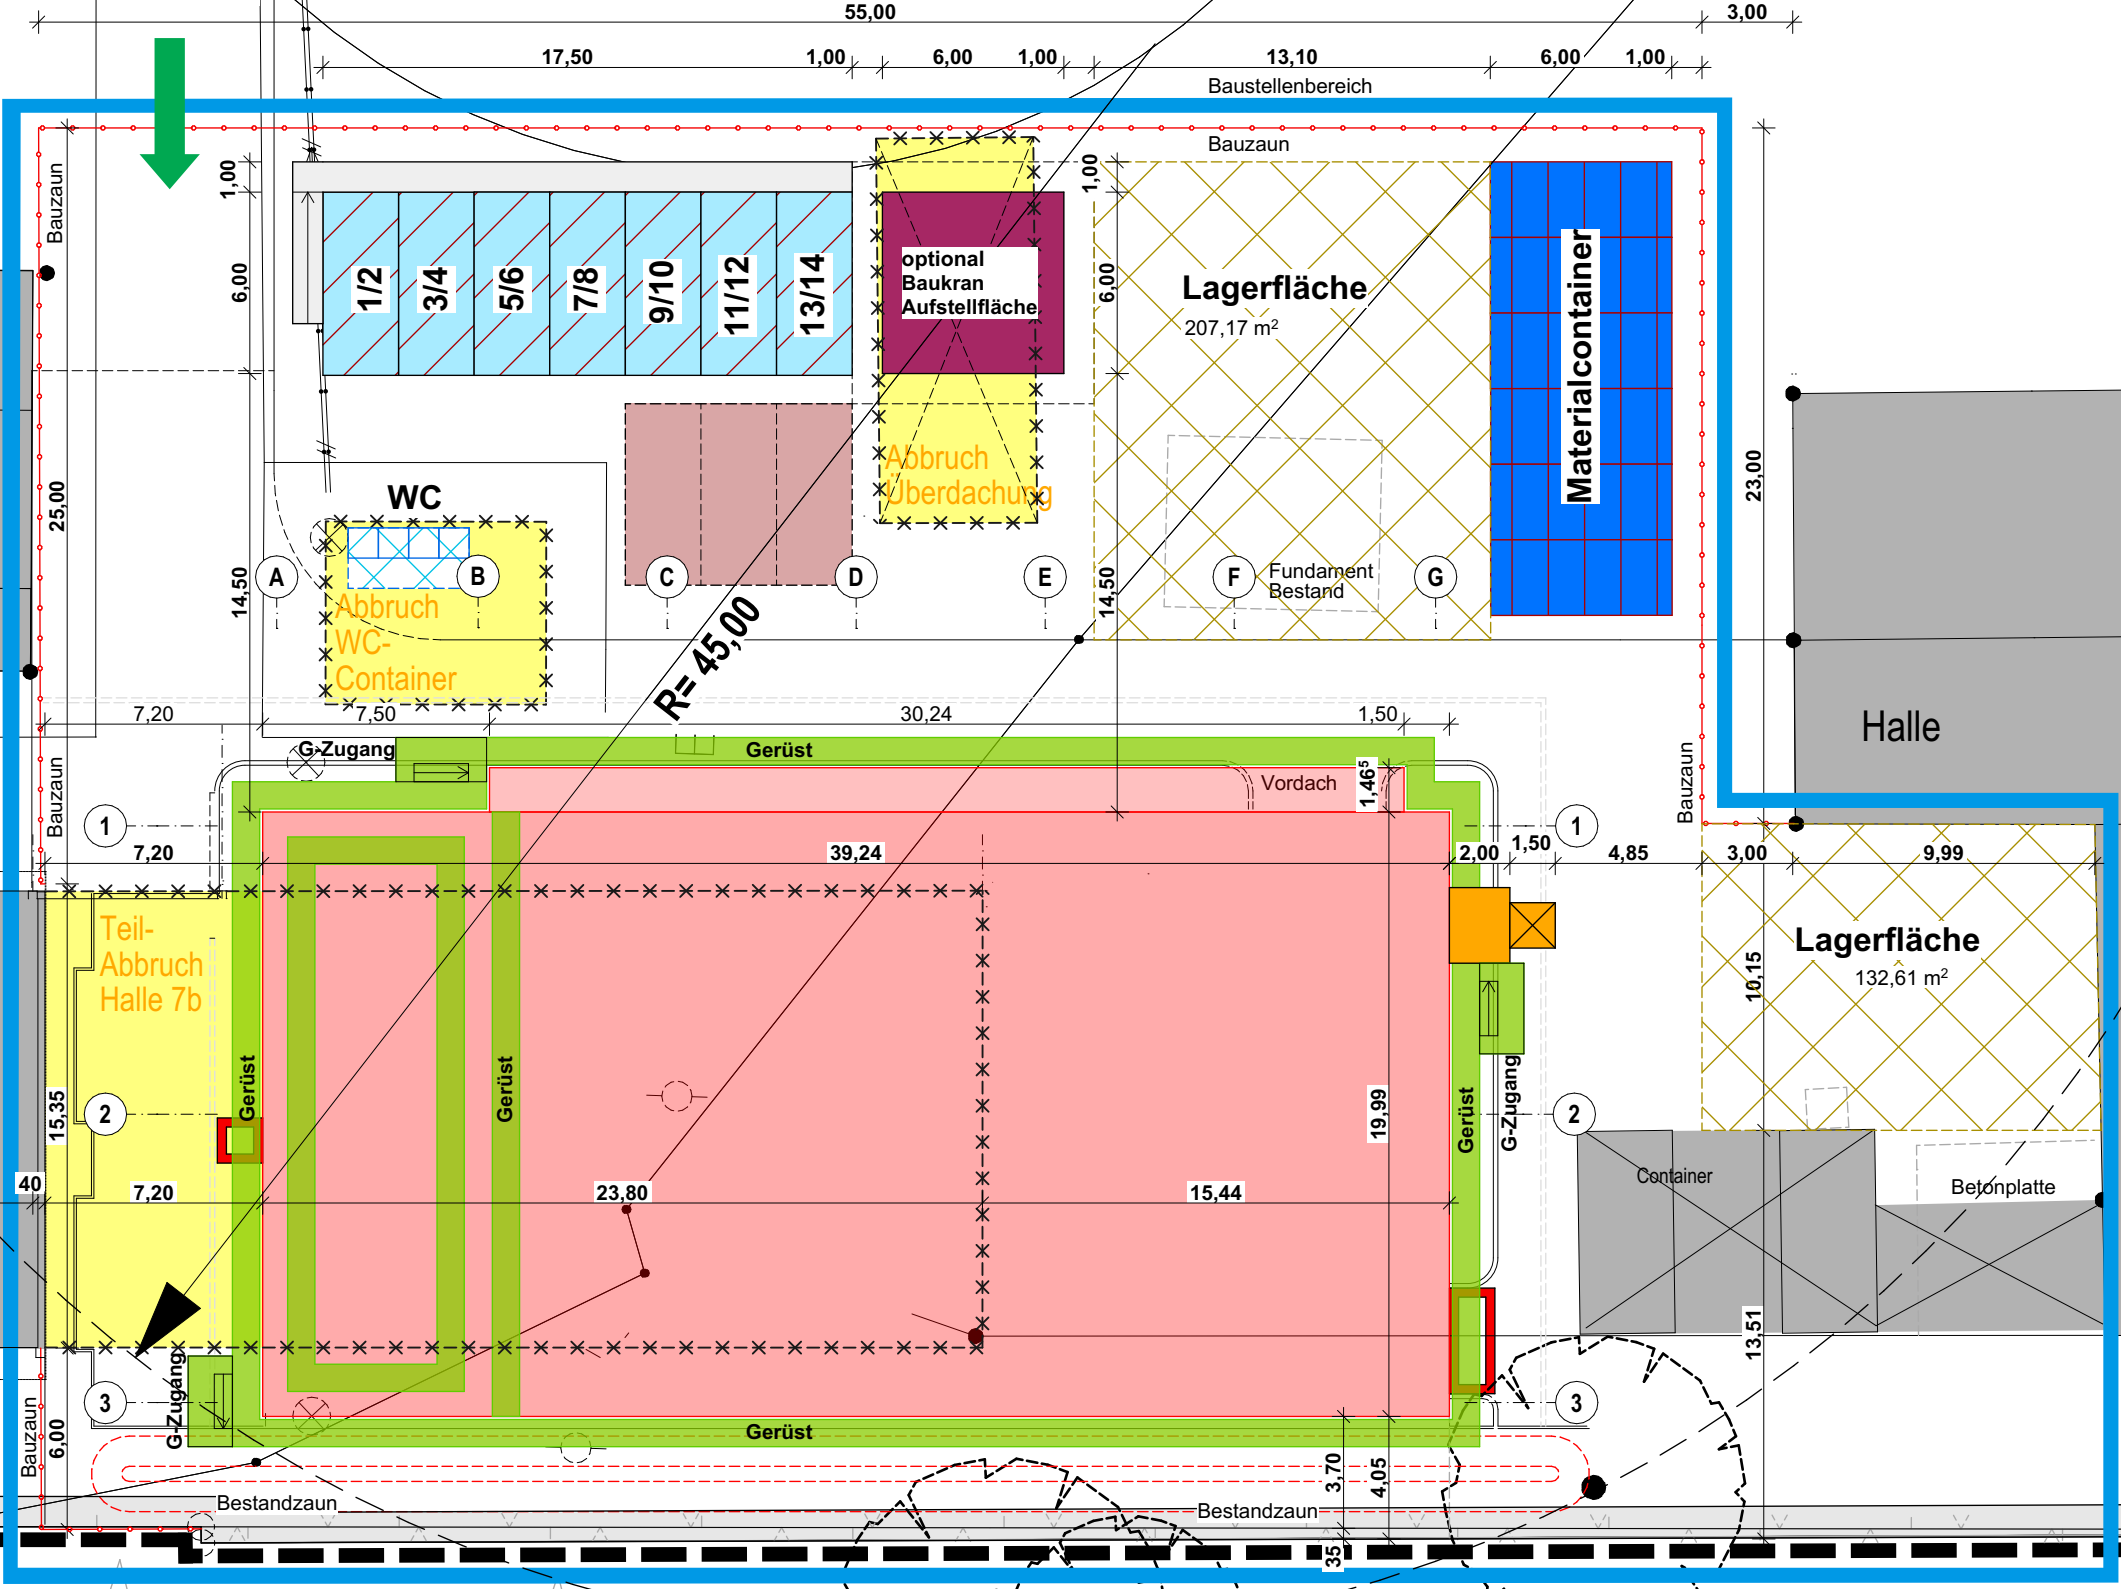 55,00
3,00
17,50
1,00
6,00
1,00
13,10
6,00
1,00
Baustellenbereich
Bauzaun
Bauzaun
1,00
1,00
6,00
1/2
3/4
5/6
7/8
9/10
11/12
13/14
optional
Baukran
Aufstellfläche
6,00
Lagerfläche
207,17 m²
Materialcontainer
Abbruch
Überdachung
25,00
23,00
WC
14,50
A
B
C
D
E
14,50
F
Fundament
Bestand
G
Abbruch
WC-
Container
R= 45,00
7,20
7,50
30,24
1,50
Halle
G-Zugang
Gerüst
Vordach
1,46⁵
Bauzaun
Bauzaun
1
1
7,20
39,24
2,00
1,50
4,85
3,00
9,99
Teil-
Abbruch
Halle 7b
Lagerfläche
132,61 m²
10,15
Gerüst
Gerüst
Gerüst
G-Zugang
15,35
2
19,99
2
40
7,20
23,80
15,44
Container
Betonplatte
13,51
G-Zugang
3
3
Bauzaun
6,00
Gerüst
3,70
4,05
Bestandzaun
Bestandzaun
35